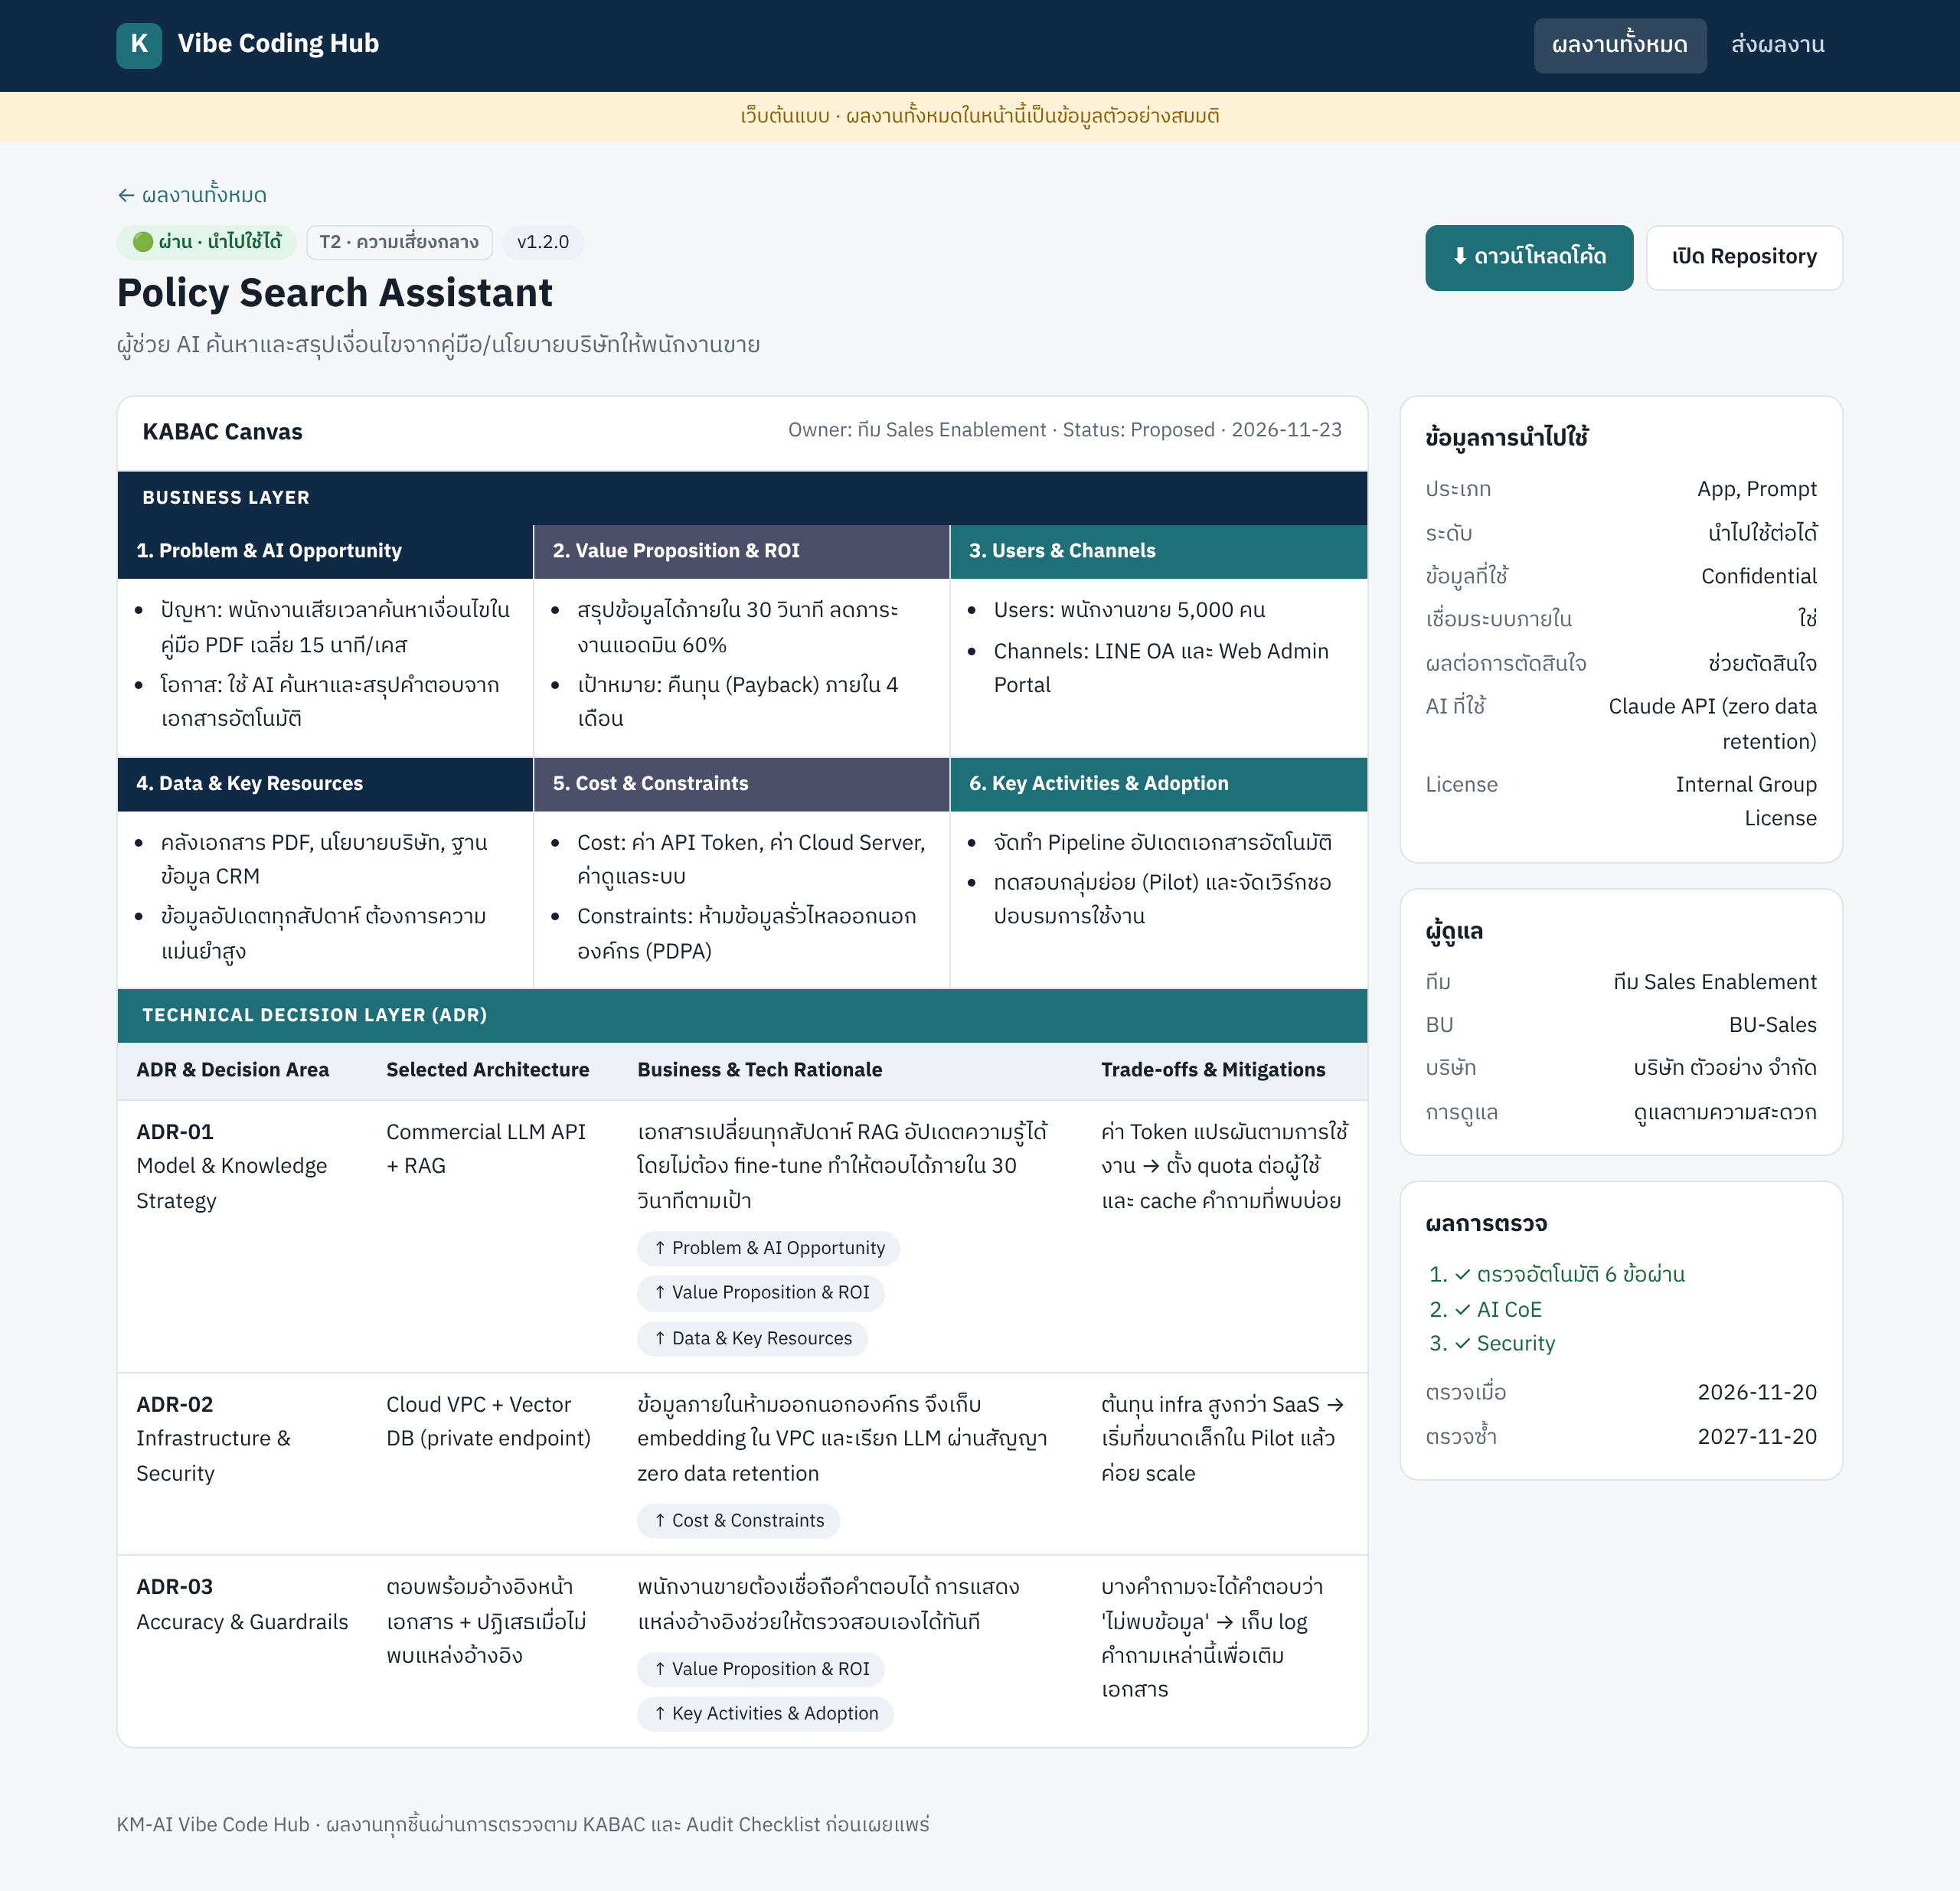 K Vibe Coding Hub
ผลงานทั้งหมด
ส่งผลงาน
เว็บต้นแบบ · ผลงานทั้งหมดในหน้านี้เป็นข้อมูลตัวอย่างสมมติ
← ผลงานทั้งหมด
ผ่าน · นำไปใช้ได้
T2 · ความเสี่ยงกลาง
v1.2.0
⬇ ดาวน์โหลดโค้ด
เปิด Repository
Policy Search Assistant
ผู้ช่วย AI ค้นหาและสรุปเงื่อนไขจากคู่มือ/นโยบายบริษัทให้พนักงานขาย
KABAC Canvas
Owner: ทีม Sales Enablement · Status: Proposed · 2026-11-23
BUSINESS LAYER
1. Problem & AI Opportunity
• ปัญหา: พนักงานเสียเวลาค้นหาเงื่อนไขใน
คู่มือ PDF เฉลี่ย 15 นาที/เคส
• โอกาส: ใช้ AI ค้นหาและสรุปคำตอบจาก
เอกสารอัตโนมัติ
2. Value Proposition & ROI
• สรุปข้อมูลได้ภายใน 30 วินาที ลดภาระ
งานแอดมิน 60%
• เป้าหมาย: คืนทุน (Payback) ภายใน 4
เดือน
3. Users & Channels
• Users: พนักงานขาย 5,000 คน
• Channels: LINE OA และ Web Admin
Portal
4. Data & Key Resources
• คลังเอกสาร PDF, นโยบายบริษัท, ฐาน
ข้อมูล CRM
• ข้อมูลอัปเดตทุกสัปดาห์ ต้องการความ
แม่นยำสูง
5. Cost & Constraints
• Cost: ค่า API Token, ค่า Cloud Server,
ค่าดูแลระบบ
• Constraints: ห้ามข้อมูลรั่วไหลออกนอก
องค์กร (PDPA)
6. Key Activities & Adoption
• จัดทำ Pipeline อัปเดตเอกสารอัตโนมัติ
• ทดสอบกลุ่มย่อย (Pilot) และจัดเวิร์กชอ
ปอบรมการใช้งาน
TECHNICAL DECISION LAYER (ADR)
ADR & Decision Area
Selected Architecture
Business & Tech Rationale
Trade-offs & Mitigations
ADR-01
Model & Knowledge
Strategy
Commercial LLM API
+ RAG
เอกสารเปลี่ยนทุกสัปดาห์ RAG อัปเดตความรู้ได้
โดยไม่ต้อง fine-tune ทำให้ตอบได้ภายใน 30
วินาทีตามเป้า
↑ Problem & AI Opportunity
↑ Value Proposition & ROI
↑ Data & Key Resources
ค่า Token แปรผันตามการใช้
งาน → ตั้ง quota ต่อผู้ใช้
และ cache คำถามที่พบบ่อย
ADR-02
Infrastructure &
Security
Cloud VPC + Vector
DB (private endpoint)
ข้อมูลภายในห้ามออกนอกองค์กร จึงเก็บ
embedding ใน VPC และเรียก LLM ผ่านสัญญา
zero data retention
↑ Cost & Constraints
ต้นทุน infra สูงกว่า SaaS →
เริ่มที่ขนาดเล็กใน Pilot แล้ว
ค่อย scale
ADR-03
Accuracy & Guardrails
ตอบพร้อมอ้างอิงหน้า
เอกสาร + ปฏิเสธเมื่อไม่
พบแหล่งอ้างอิง
พนักงานขายต้องเชื่อถือคำตอบได้ การแสดง
แหล่งอ้างอิงช่วยให้ตรวจสอบเองได้ทันที
↑ Value Proposition & ROI
↑ Key Activities & Adoption
บางคำถามจะได้คำตอบว่า
'ไม่พบข้อมูล' → เก็บ log
คำถามเหล่านี้เพื่อเติม
เอกสาร
ข้อมูลการนำไปใช้
ประเภท App, Prompt
ระดับ นำไปใช้ต่อได้
ข้อมูลที่ใช้ Confidential
เชื่อมระบบภายใน ใช่
ผลต่อการตัดสินใจ ช่วยตัดสินใจ
AI ที่ใช้ Claude API (zero data
retention)
License Internal Group
License
ผู้ดูแล
ทีม ทีม Sales Enablement
BU BU-Sales
บริษัท บริษัท ตัวอย่าง จำกัด
การดูแล ดูแลตามความสะดวก
ผลการตรวจ
1. ✓ ตรวจอัตโนมัติ 6 ข้อผ่าน
2. ✓ AI CoE
3. ✓ Security
ตรวจเมื่อ 2026-11-20
ตรวจซ้ำ 2027-11-20
KM-AI Vibe Code Hub · ผลงานทุกชิ้นผ่านการตรวจตาม KABAC และ Audit Checklist ก่อนเผยแพร่